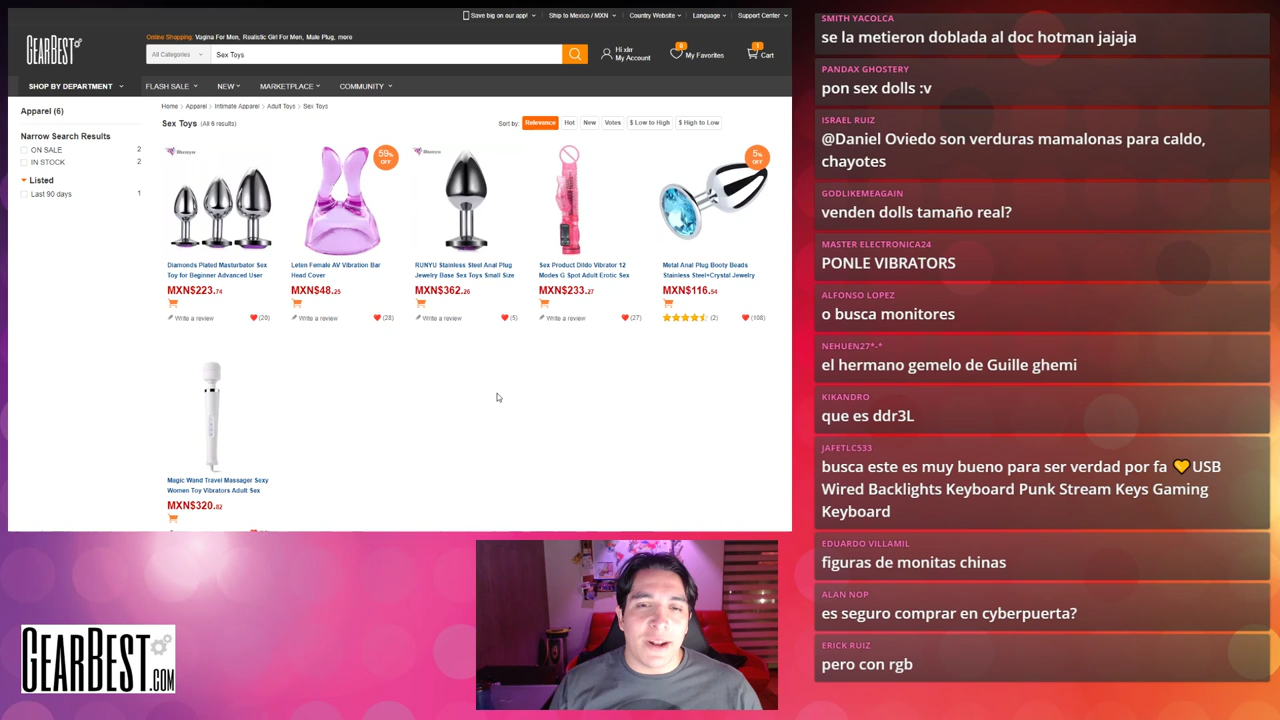 Save big on our app!
Ship to Mexico / MXN
Country Website
Language
Support Center
GEARBEST
Online Shopping: Vagina For Men, Realistic Girl For Men, Male Plug, more
All Categories
Sex Toys
Hi xlrr
My Account
0
My Favorites
1
Cart
SHOP BY DEPARTMENT
FLASH SALE
NEW
MARKETPLACE
COMMUNITY
Apparel (6)
Narrow Search Results
ON SALE 2
IN STOCK 2
Listed
Last 90 days 1
Home > Apparel > Intimate Apparel > Adult Toys > Sex Toys
Sex Toys (All 6 results)
Sort by: Relevance Hot New Votes $ Low to High $ High to Low
59% OFF
5% OFF
Diamonds Plated Masturbator Sex
Toy for Beginner Advanced User
MXN$223.74
Write a review (20)
Leten Female AV Vibration Bar
Head Cover
MXN$48.25
Write a review (28)
RUNYU Stainless Steel Anal Plug
Jewelry Base Sex Toys Small Size
MXN$362.26
Write a review (5)
Sex Product Dildo Vibrator 12
Modes G Spot Adult Erotic Sex
MXN$233.27
Write a review (27)
Metal Anal Plug Booty Beads
Stainless Steel+Crystal Jewelry
MXN$116.54
(2) (108)
Magic Wand Travel Massager Sexy
Women Toy Vibrators Adult Sex
MXN$320.82
GEARBEST.COM
SMITH YACOLCA
se la metieron doblada al doc hotman jajaja
PANDAX GHOSTERY
pon sex dolls :v
ISRAEL RUIZ
@Daniel Oviedo son verduras mamalonas para caldo,
chayotes
GODLIKEMEAGAIN
venden dolls tamaño real?
MASTER ELECTRONICA24
PONLE VIBRATORS
ALFONSO LOPEZ
o busca monitores
NEHUEN27*-*
el hermano gemelo de Guille ghemi
KIKANDRO
que es ddr3L
JAFETLC533
busca este es muy bueno para ser verdad por fa 💛USB
Wired Backlights Keyboard Punk Stream Keys Gaming
Keyboard
EDUARDO VILLAMIL
figuras de monitas chinas
ALAN NOP
es seguro comprar en cyberpuerta?
ERICK RUIZ
pero con rgb